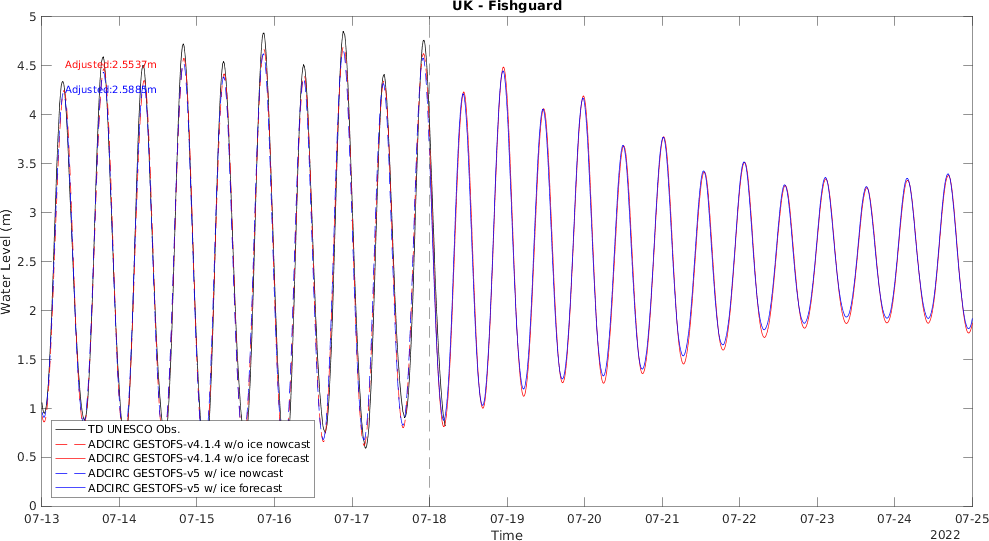 UK - Fishguard
5
4.5
4
3.5
3
2.5
2
1.5
1
0.5
0
Water Level (m)
Adjusted:2.5537m
Adjusted:2.5885m
TD UNESCO Obs.
ADCIRC GESTOFS-v4.1.4 w/o ice nowcast
ADCIRC GESTOFS-v4.1.4 w/o ice forecast
ADCIRC GESTOFS-v5 w/ ice nowcast
ADCIRC GESTOFS-v5 w/ ice forecast
07-13 07-14 07-15 07-16 07-17 07-18 07-19 07-20 07-21 07-22 07-23 07-24 07-25
Time
2022